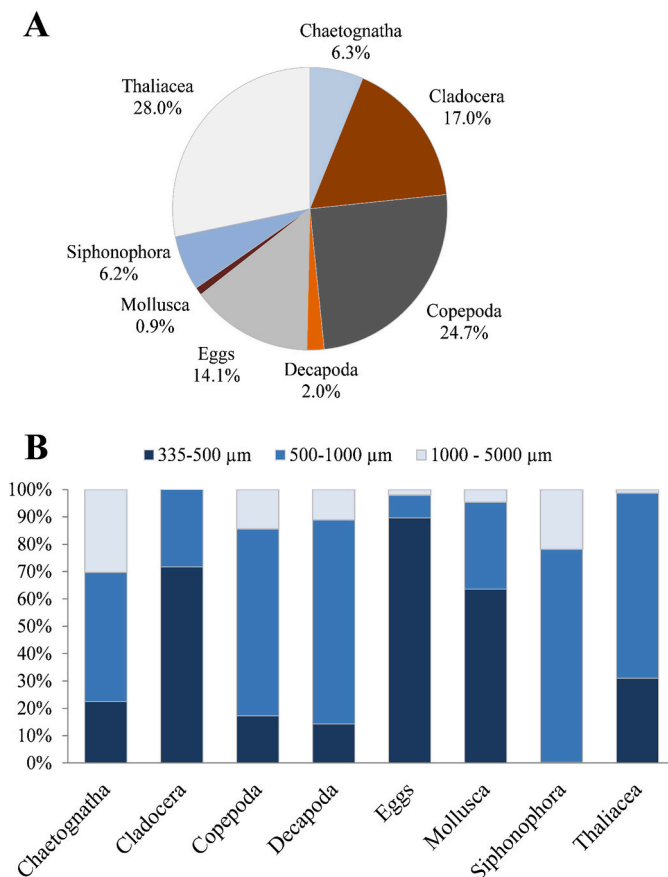 A
Chaetognatha
6.3%
Thaliacea
28.0%
Cladocera
17.0%
Siphonophora
6.2%
Copepoda
24.7%
Mollusca
0.9%
Eggs
14.1%
Decapoda
2.0%
B
335-500 µm
500-1000 µm
1000 - 5000 µm
100%
90%
80%
70%
60%
50%
40%
30%
20%
10%
0%
Chaetognatha
Cladocera
Copepoda
Decapoda
Eggs
Mollusca
Siphonophora
Thaliacea